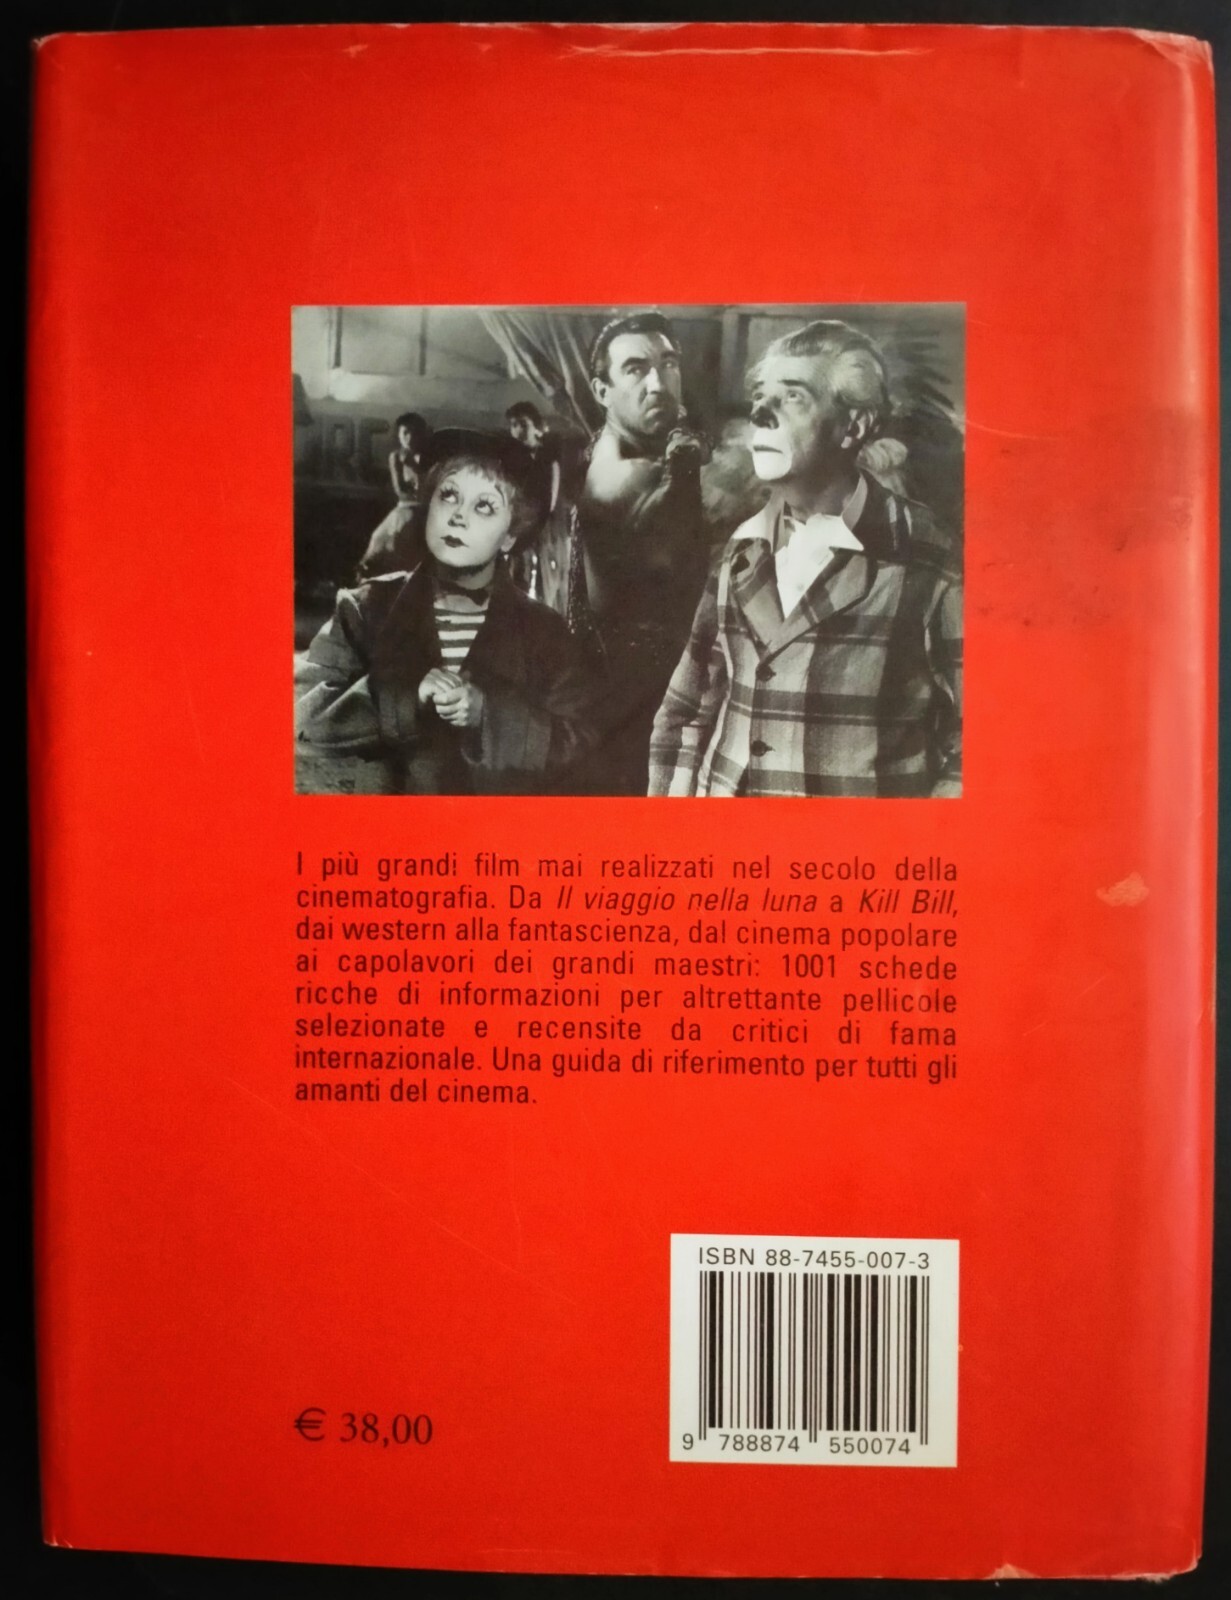 I più grandi film mai realizzati nel secolo della
cinematografia. Da Il viaggio nella luna a Kill Bill,
dai western alla fantascienza, dal cinema popolare
ai capolavori dei grandi maestri: 1001 schede
ricche di informazioni per altrettante pellicole
selezionate e recensite da critici di fama
internazionale. Una guida di riferimento per tutti gli
amanti del cinema.
ISBN 88-7455-007-3
9 788874 550074
€ 38,00